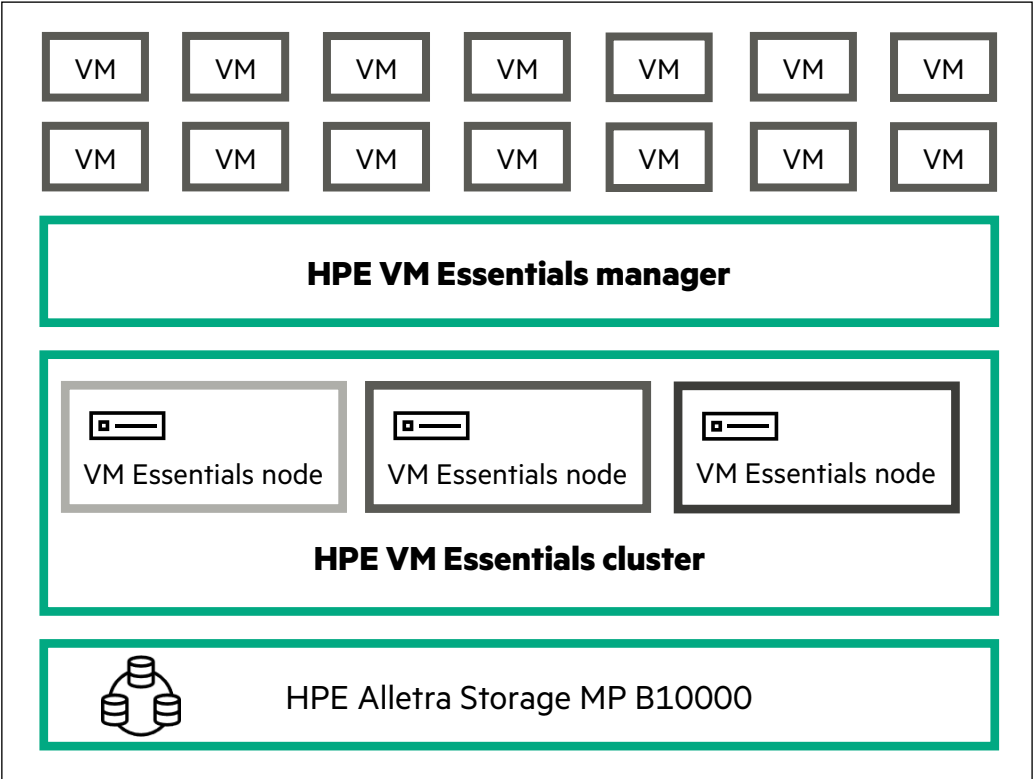 VM VM VM VM VM VM VM
VM VM VM VM VM VM VM
HPE VM Essentials manager
VM Essentials node VM Essentials node VM Essentials node
HPE VM Essentials cluster
HPE Alletra Storage MP B10000